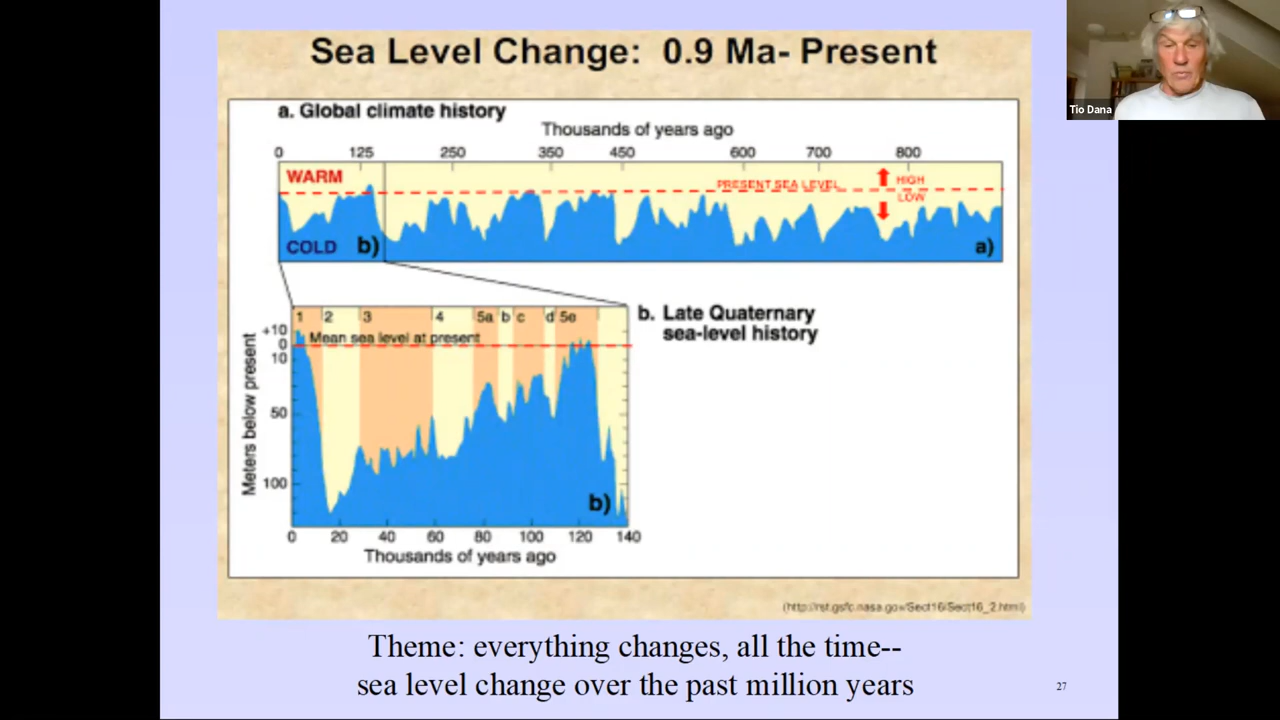 Sea Level Change: 0.9 Ma- Present
Tio Dana
a. Global climate history
Thousands of years ago
0 125 250 350 450 600 700 800
WARM
PRESENT SEA LEVEL
HIGH
LOW
COLD b) a)
1 2 3 4 5a b c d 5e
b. Late Quaternary
sea-level history
+10
Mean sea level at present
0
10
50
100
Meters below present
b)
0 20 40 60 80 100 120 140
Thousands of years ago
(http://rst.gsfc.nasa.gov/Sect16/Sect16_2.html)
Theme: everything changes, all the time--
sea level change over the past million years
27